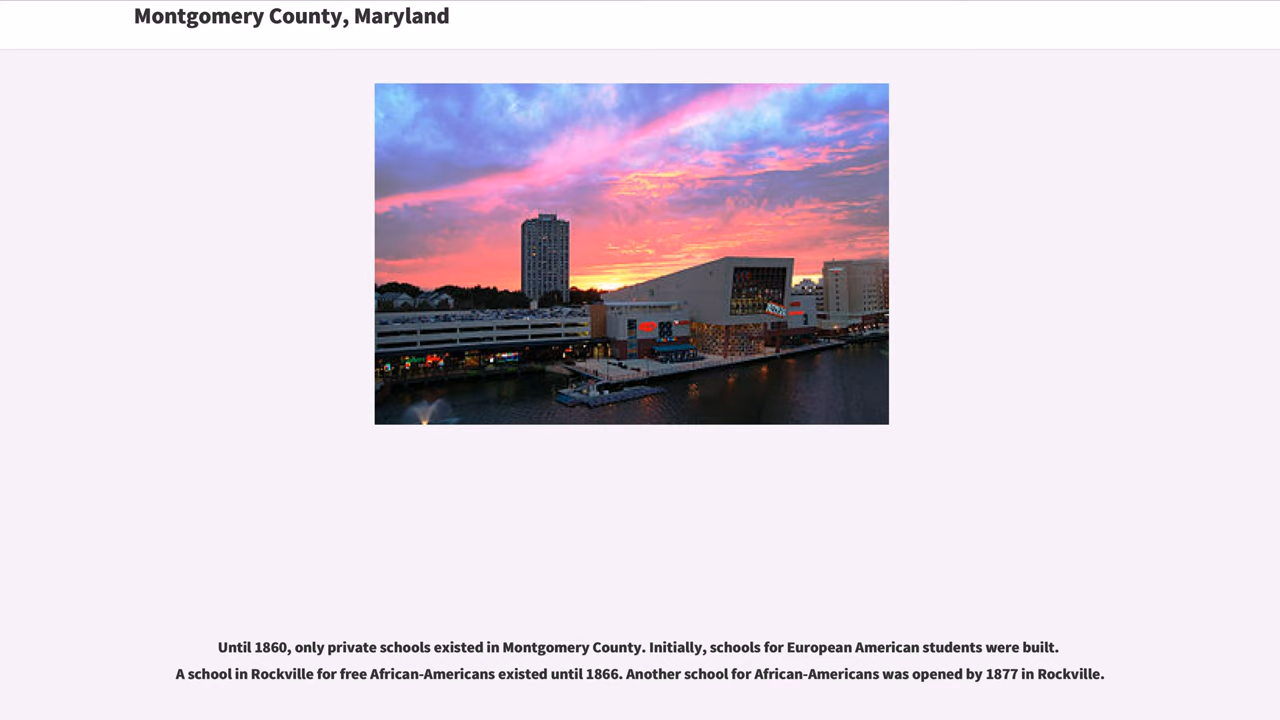 Montgomery County, Maryland
Until 1860, only private schools existed in Montgomery County. Initially, schools for European American students were built.
A school in Rockville for free African-Americans existed until 1866. Another school for African-Americans was opened by 1877 in Rockville.